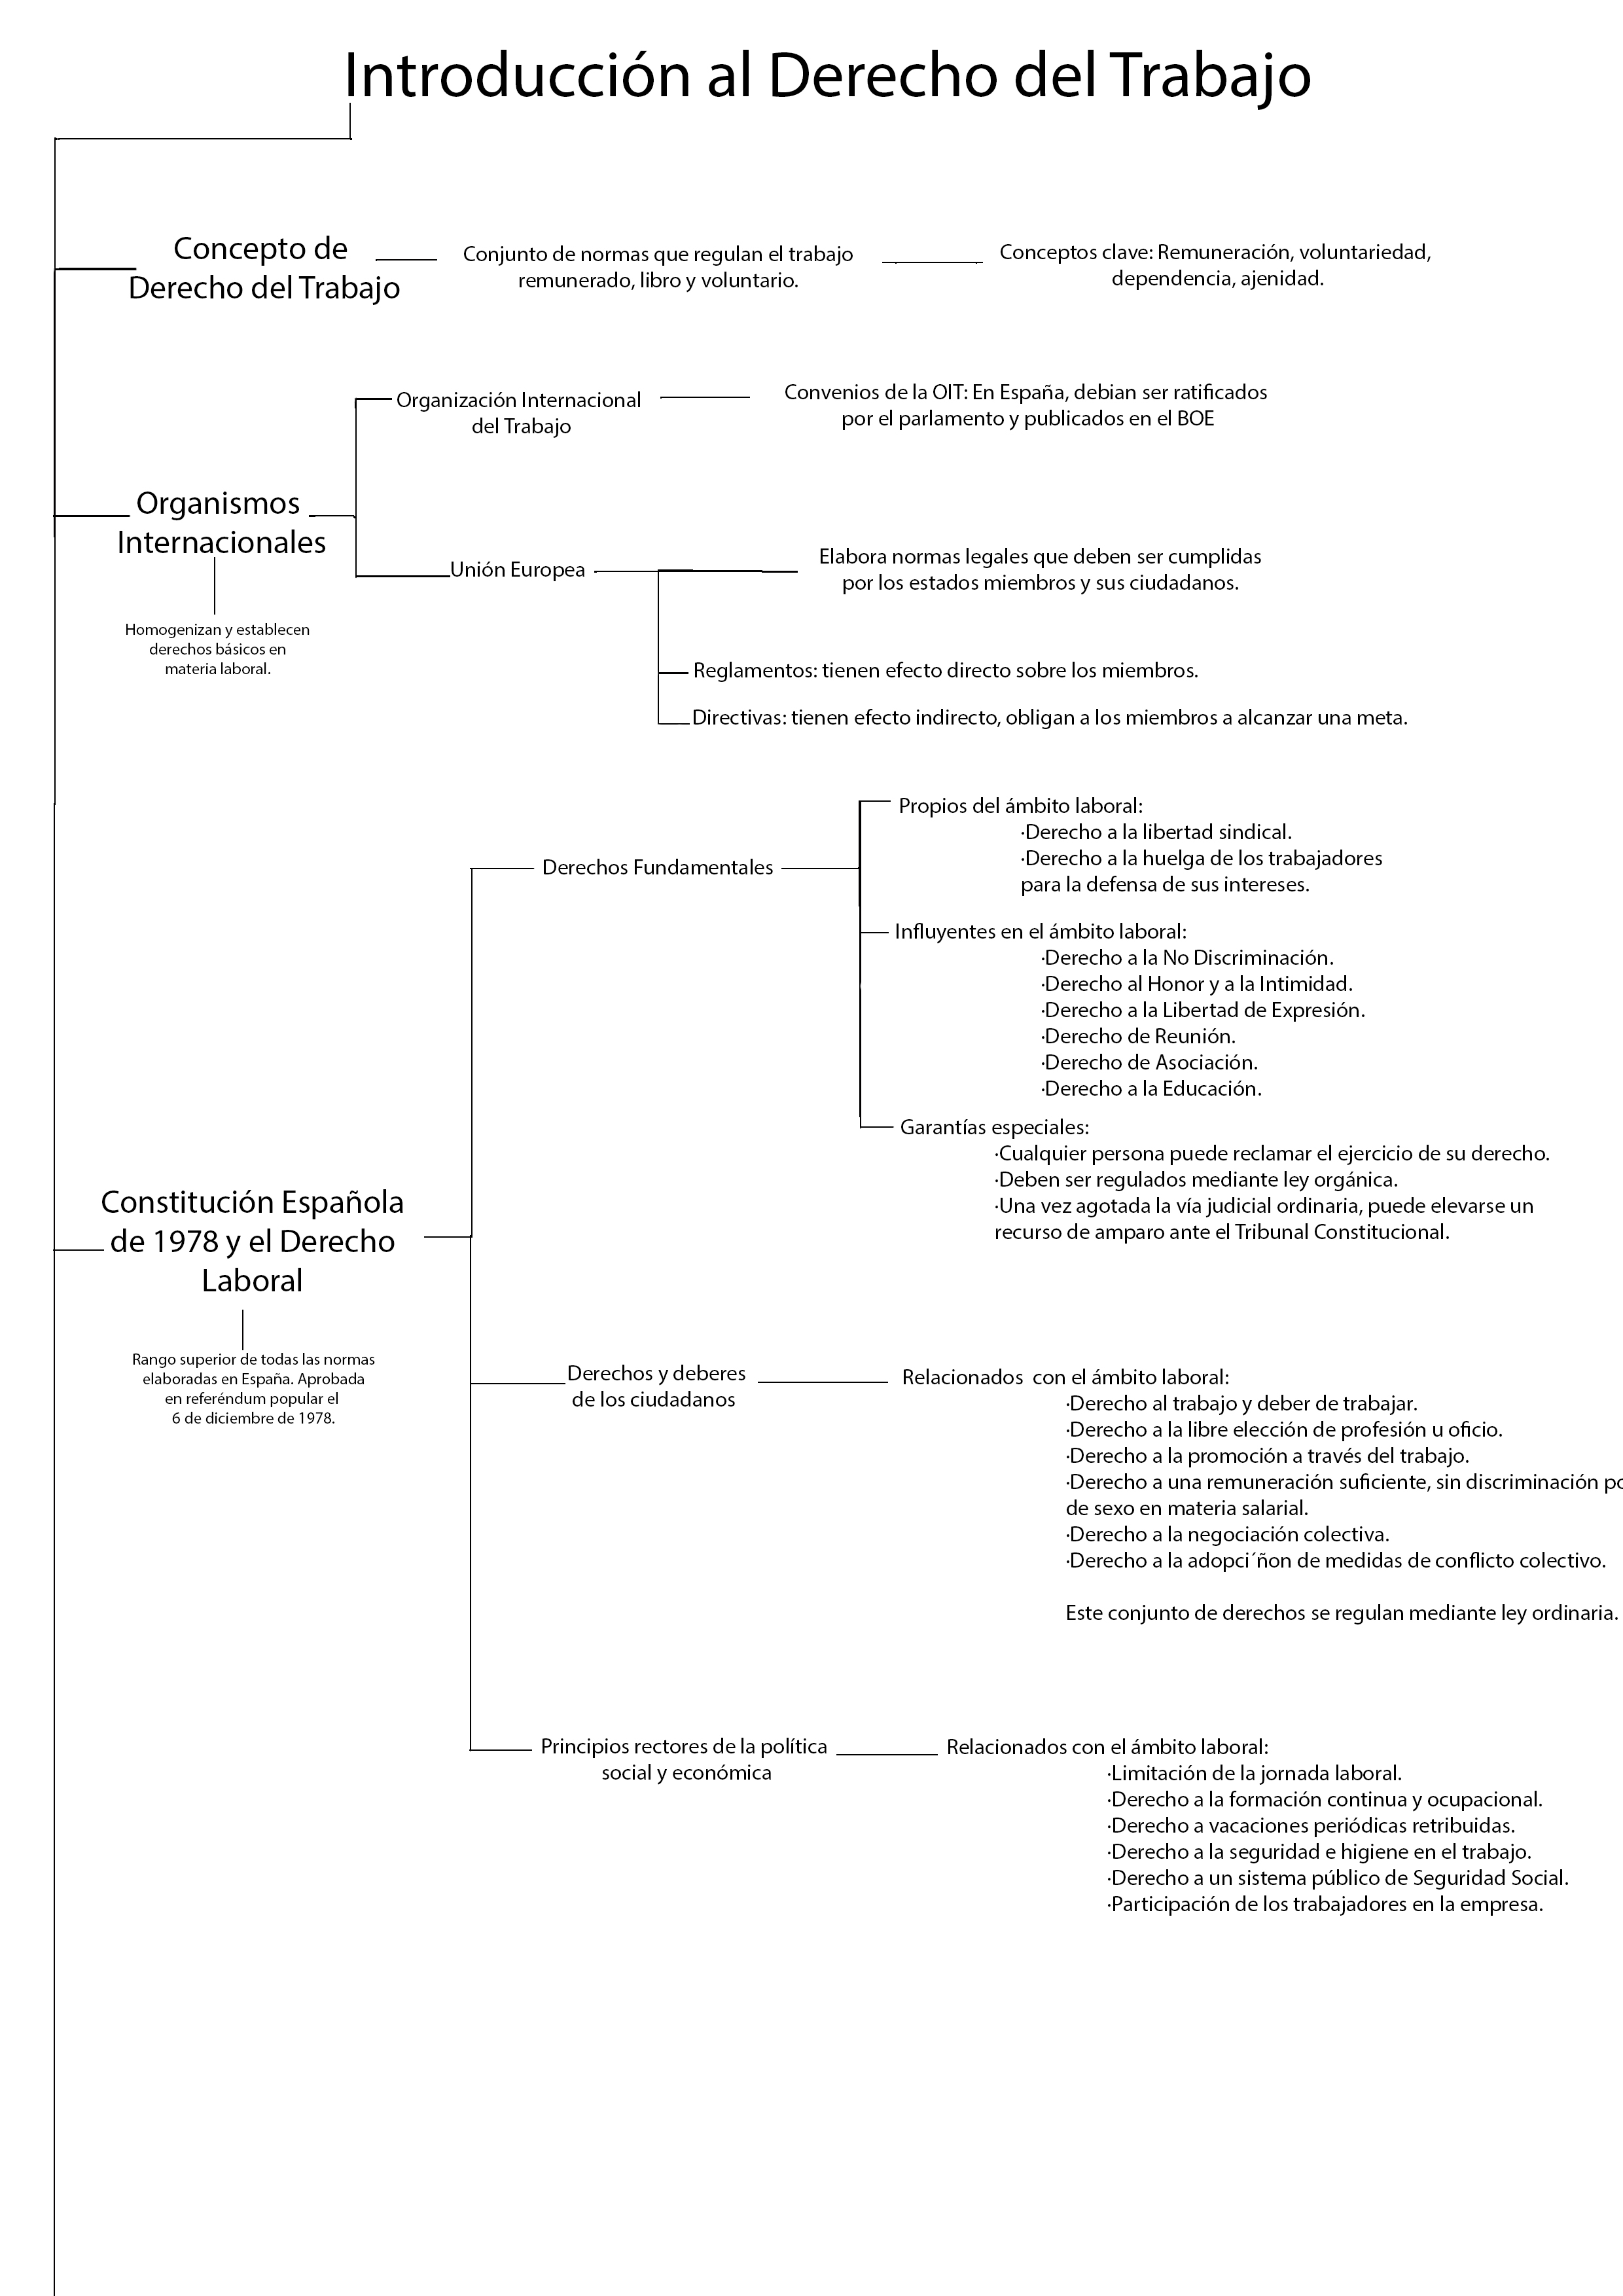 Introducción al Derecho del Trabajo
Concepto de
Derecho del Trabajo
Conjunto de normas que regulan el trabajo
remunerado, libro y voluntario.
Conceptos clave: Remuneración, voluntariedad,
dependencia, ajenidad.
Organismos
Internacionales
Homogenizan y establecen
derechos básicos en
materia laboral.
Organización Internacional
del Trabajo
Convenios de la OIT: En España, debian ser ratificados
por el parlamento y publicados en el BOE
Unión Europea
Elabora normas legales que deben ser cumplidas
por los estados miembros y sus ciudadanos.
Reglamentos: tienen efecto directo sobre los miembros.
Directivas: tienen efecto indirecto, obligan a los miembros a alcanzar una meta.
Constitución Española
de 1978 y el Derecho
Laboral
Rango superior de todas las normas
elaboradas en España. Aprobada
en referéndum popular el
6 de diciembre de 1978.
Derechos Fundamentales
Propios del ámbito laboral:
·Derecho a la libertad sindical.
·Derecho a la huelga de los trabajadores
para la defensa de sus intereses.
Influyentes en el ámbito laboral:
·Derecho a la No Discriminación.
·Derecho al Honor y a la Intimidad.
·Derecho a la Libertad de Expresión.
·Derecho de Reunión.
·Derecho de Asociación.
·Derecho a la Educación.
Garantías especiales:
·Cualquier persona puede reclamar el ejercicio de su derecho.
·Deben ser regulados mediante ley orgánica.
·Una vez agotada la vía judicial ordinaria, puede elevarse un
recurso de amparo ante el Tribunal Constitucional.
Derechos y deberes
de los ciudadanos
Relacionados con el ámbito laboral:
·Derecho al trabajo y deber de trabajar.
·Derecho a la libre elección de profesión u oficio.
·Derecho a la promoción a través del trabajo.
·Derecho a una remuneración suficiente, sin discriminación
de sexo en materia salarial.
·Derecho a la negociación colectiva.
·Derecho a la adopci´ñon de medidas de conflicto colectivo.
Este conjunto de derechos se regulan mediante ley ordinaria.
Principios rectores de la política
social y económica
Relacionados con el ámbito laboral:
·Limitación de la jornada laboral.
·Derecho a la formación continua y ocupacional.
·Derecho a vacaciones periódicas retribuidas.
·Derecho a la seguridad e higiene en el trabajo.
·Derecho a un sistema público de Seguridad Social.
·Participación de los trabajadores en la empresa.